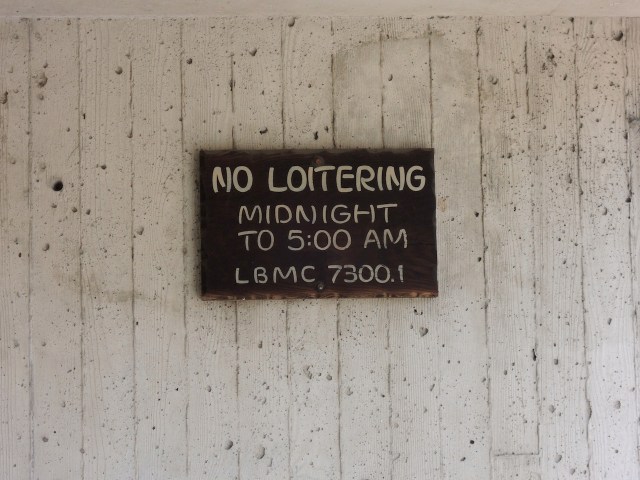 NO LOITERING
MIDNIGHT
TO 5:00 AM
LBMC 7300.1